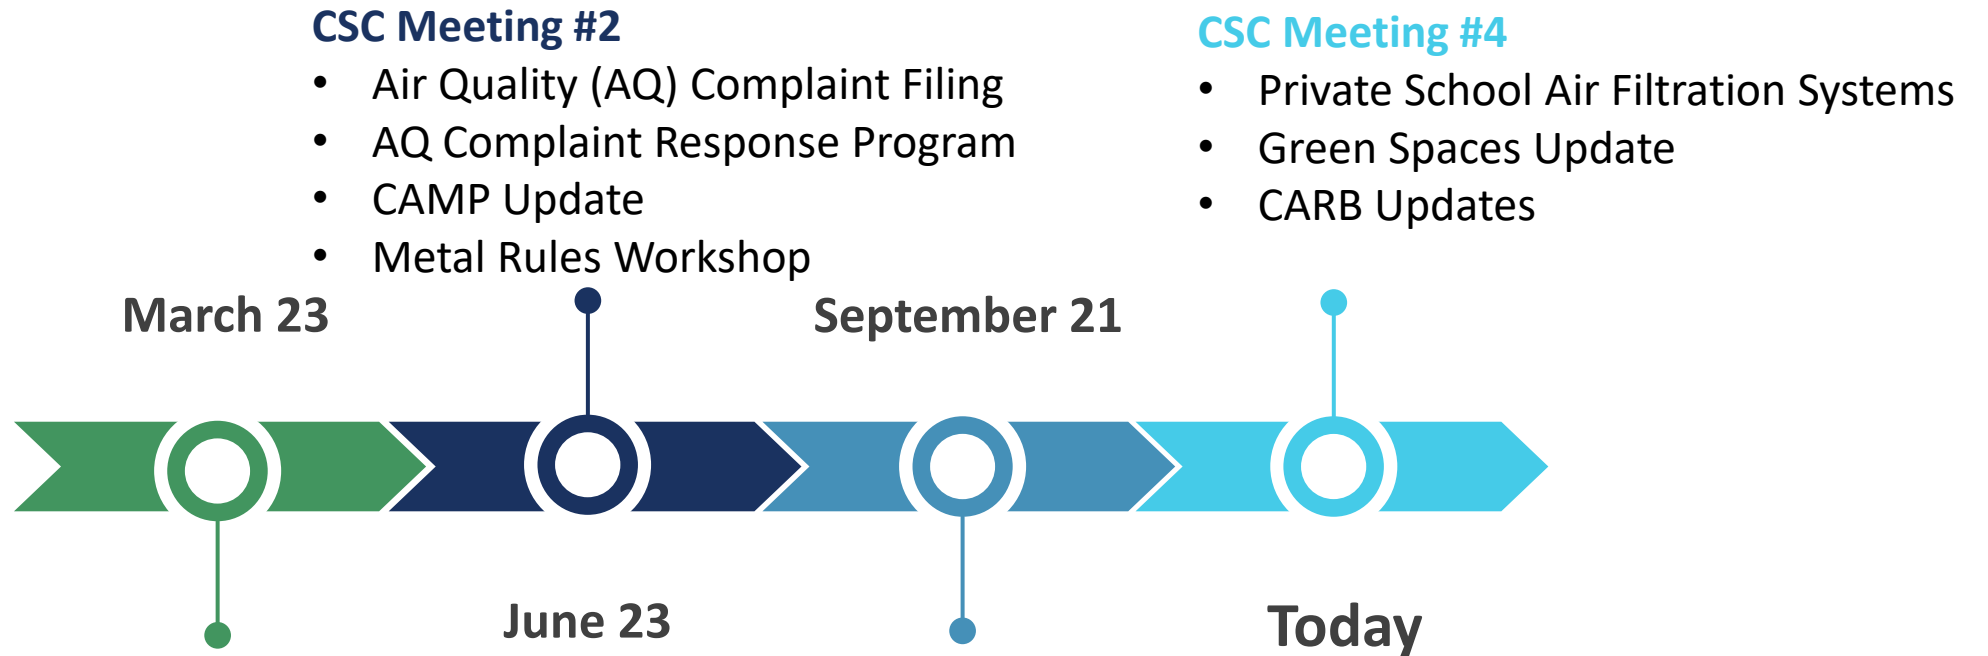 CSC Meeting #2
• Air Quality (AQ) Complaint Filing
• AQ Complaint Response Program
• CAMP Update
• Metal Rules Workshop
CSC Meeting #4
• Private School Air Filtration Systems
• Green Spaces Update
• CARB Updates
March 23
September 21
June 23
Today